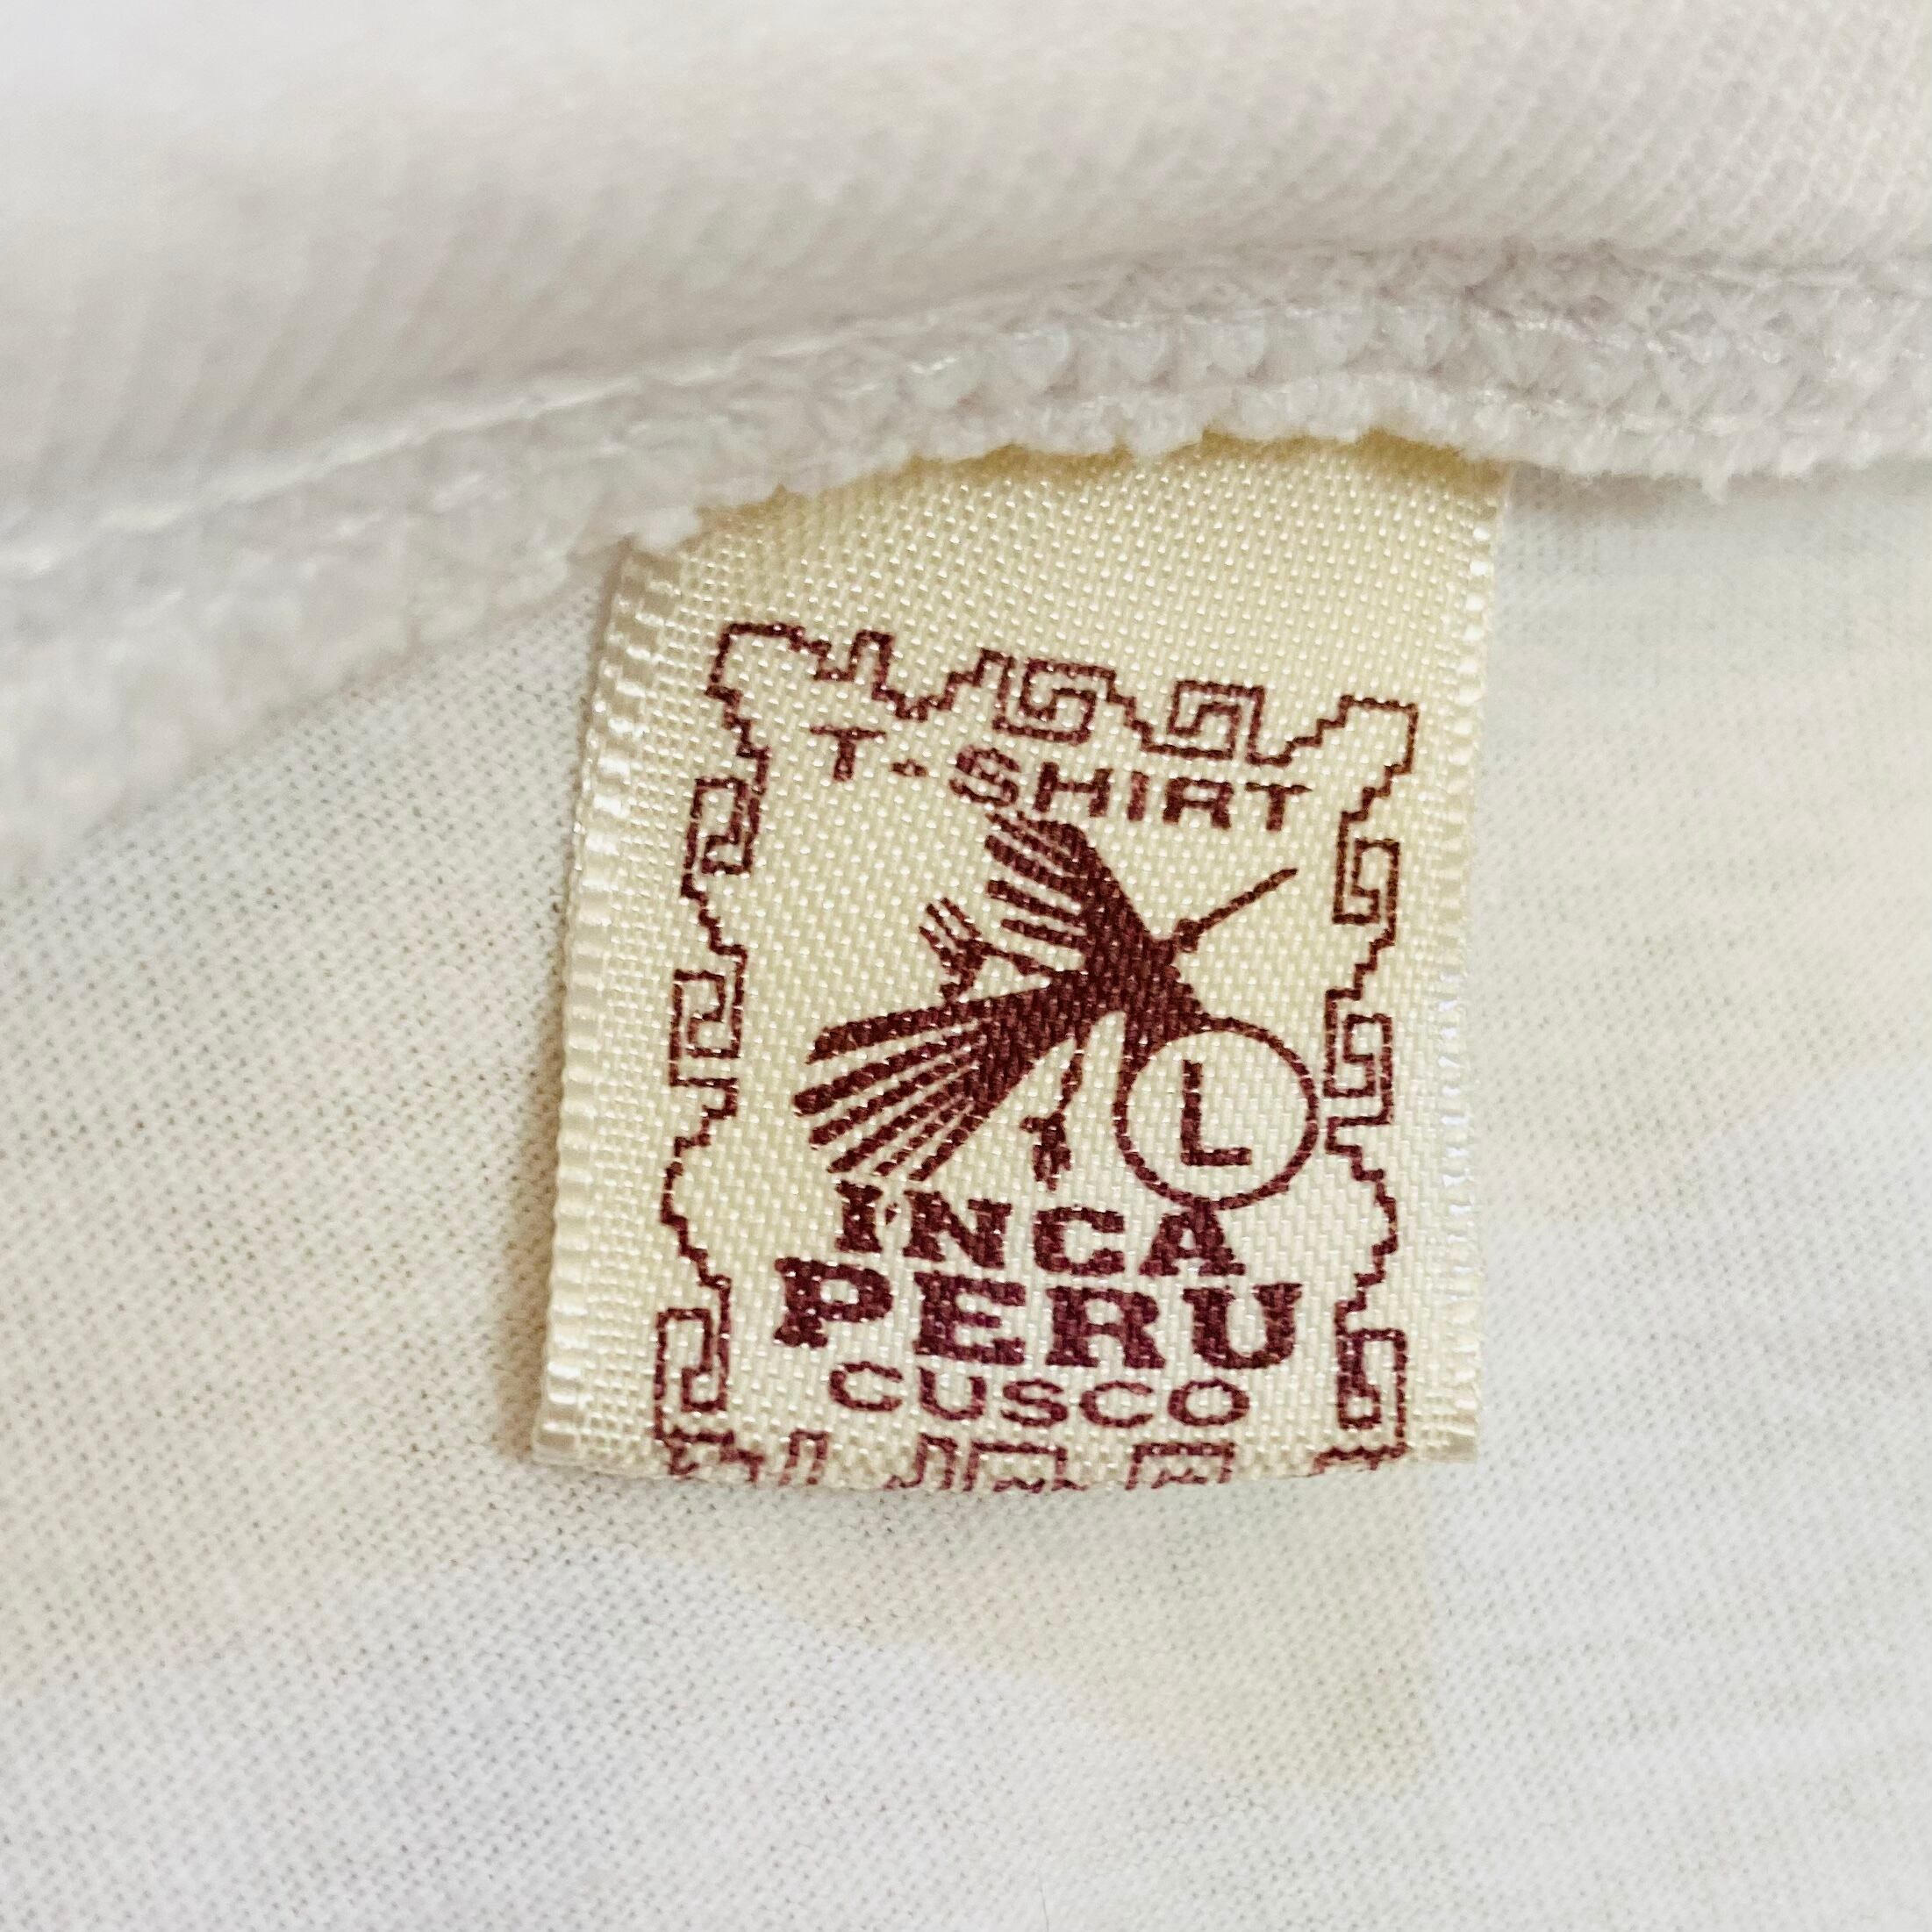 T-SHIRT
L
INCA
PERU
CUSCO